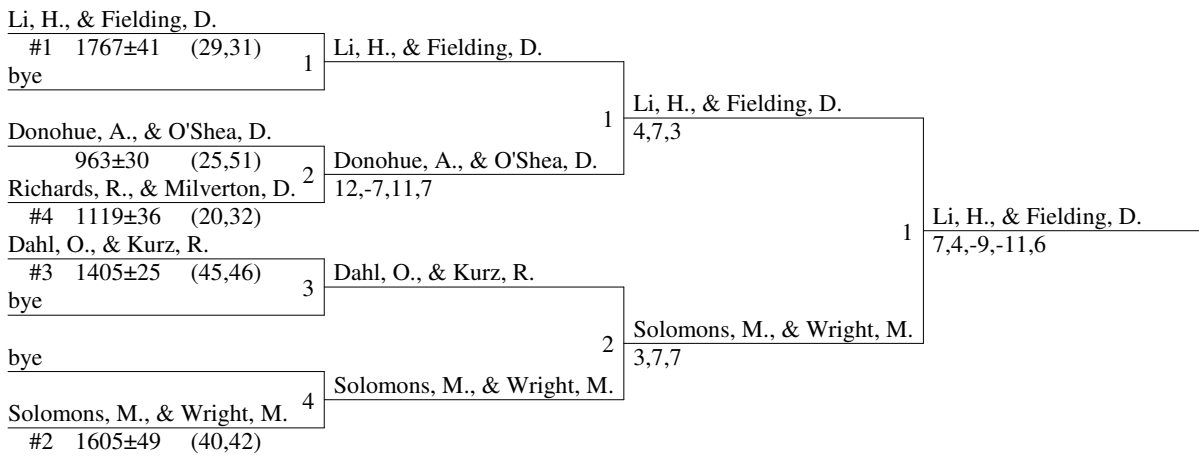 Li, H., & Fielding, D.
#1 1767±41 (29,31)
bye
1
Donohue, A., & O'Shea, D.
963±30 (25,51)
Richards, R., & Milverton, D.
#4 1119±36 (20,32)
2
Dahl, O., & Kurz, R.
#3 1405±25 (45,46)
bye
3
bye
Solomons, M., & Wright, M.
#2 1605±49 (40,42)
4
Li, H., & Fielding, D.
Donohue, A., & O'Shea, D.
12,-7,11,7
1
Dahl, O., & Kurz, R.
Solomons, M., & Wright, M.
2
Li, H., & Fielding, D.
4,7,3
Solomons, M., & Wright, M.
3,7,7
1
Li, H., & Fielding, D.
7,4,-9,-11,6